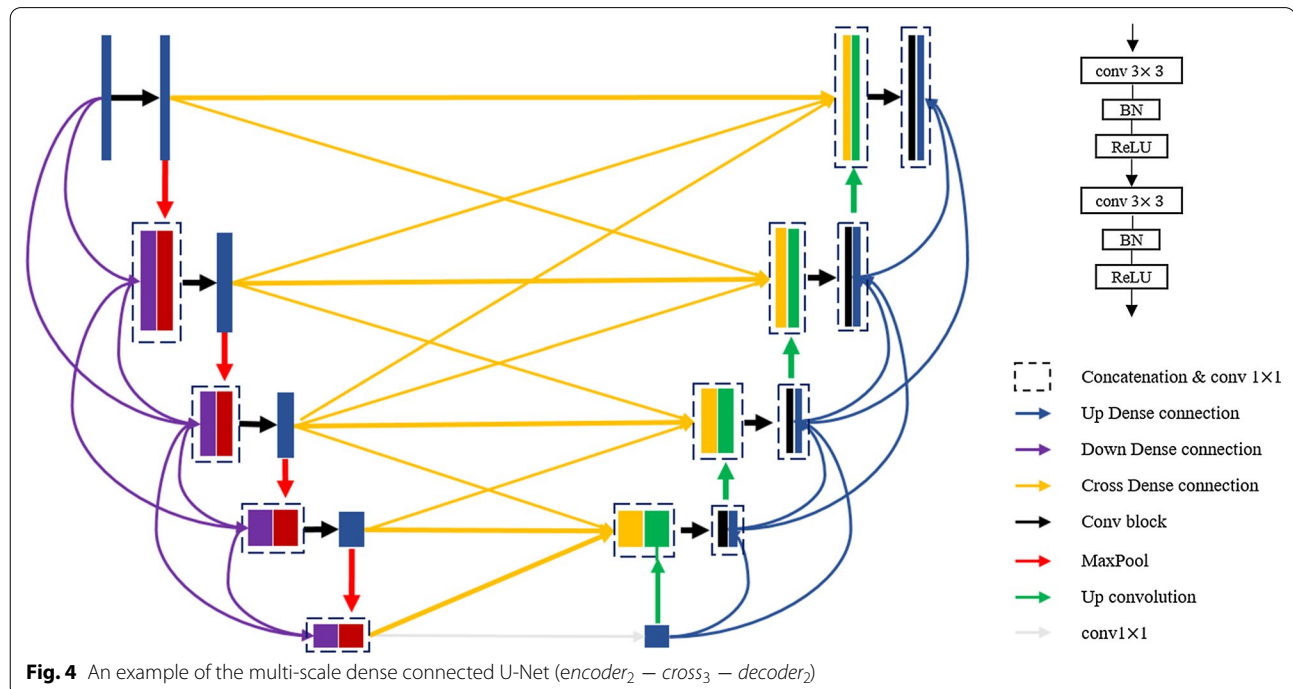 conv 3× 3
BN
ReLU
conv 3× 3
BN
ReLU
Concatenation & conv 1×1
Up Dense connection
Down Dense connection
Cross Dense connection
Conv block
MaxPool
Up convolution
conv1×1
Fig. 4 An example of the multi-scale dense connected U-Net (encoder₂ − cross₃ − decoder₂)